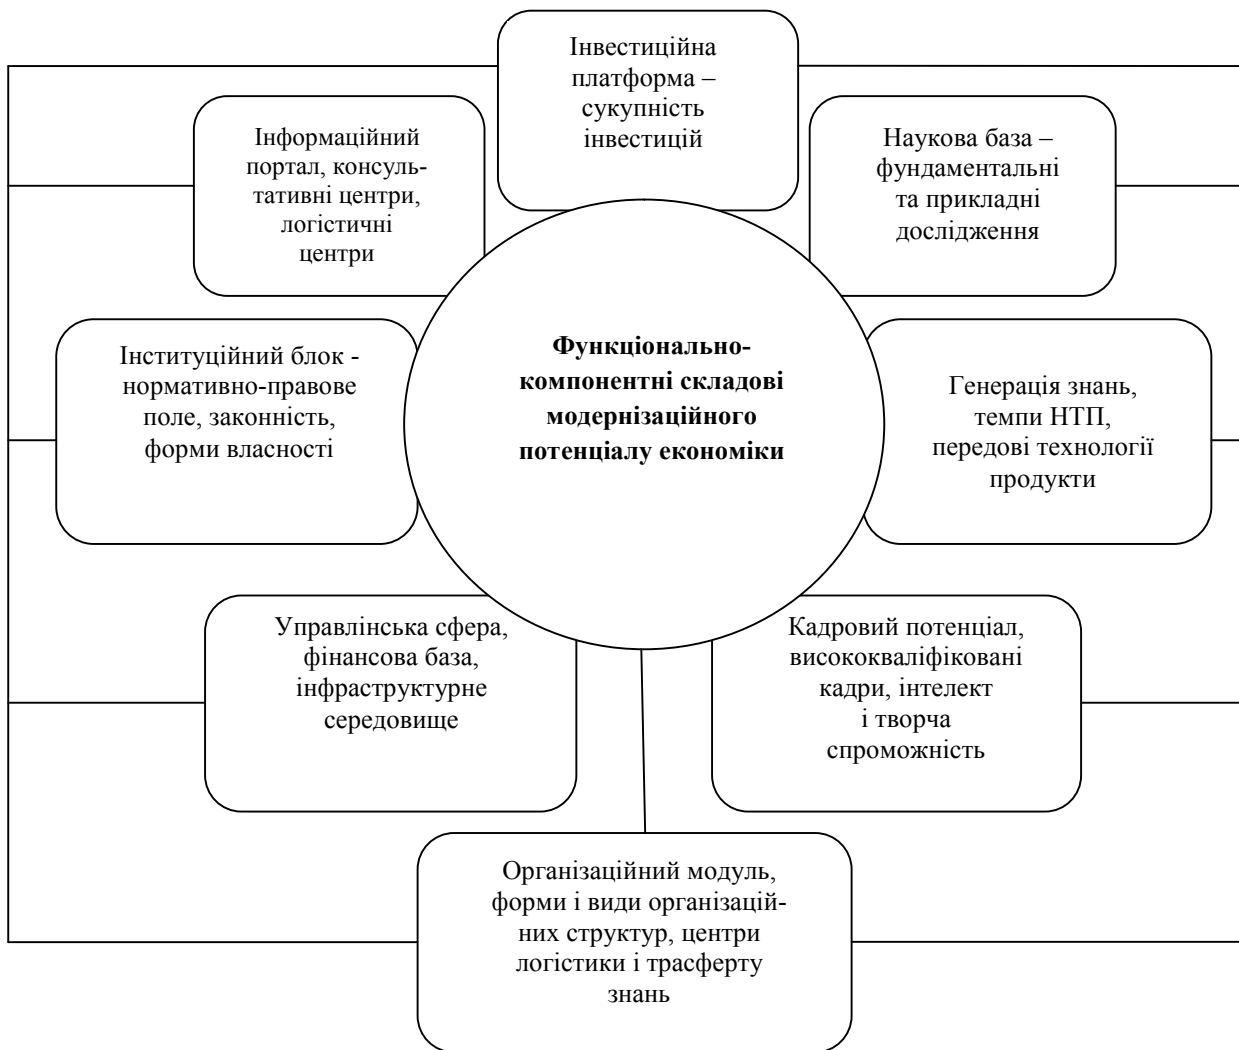 Інвестиційна
платформа –
сукупність
інвестицій
Інформаційний
портал, консуль-
тативні центри,
логістичні
центри
Наукова база –
фундаментальні
та прикладні
дослідження
Інституційний блок -
нормативно-правове
поле, законність,
форми власності
Функціонально-
компонентні складові
модернізаційного
потенціалу економіки
Генерація знань,
темпи НТП,
передові технології
продукти
Управлінська сфера,
фінансова база,
інфраструктурне
середовище
Кадровий потенціал,
висококваліфіковані
кадри, інтелект
і творча
спроможність
Організаційний модуль,
форми і види організацій-
них структур, центри
логістики і трасферту
знань